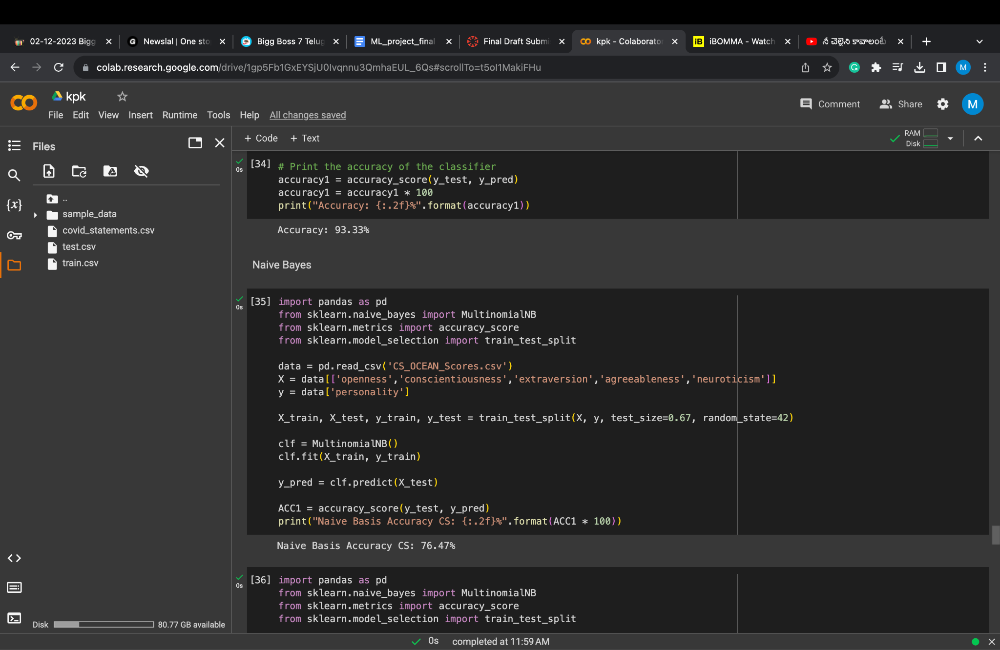 02-12-2023 Bigg
Newslal | One sto
Bigg Boss 7 Telug
ML_project_final
Final Draft Submi
kpk - Colaborator
iB iBOMMA - Watch
నీ చెల్లెని కావాలంటే
colab.research.google.com/drive/1gp5Fb1GxEYSjU0Ivqnnu3QmhaEUL_6Qs#scrollTo=t5oI1MakiFHu
M
kpk
File Edit View Insert Runtime Tools Help All changes saved
Comment Share M
Files
+ Code + Text
RAM
Disk
..
sample_data
covid_statements.csv
test.csv
train.csv
Disk 80.77 GB available
0s [34] # Print the accuracy of the classifier
accuracy1 = accuracy_score(y_test, y_pred)
accuracy1 = accuracy1 * 100
print("Accuracy: {:.2f}%".format(accuracy1))
Accuracy: 93.33%
Naive Bayes
0s [35] import pandas as pd
from sklearn.naive_bayes import MultinomialNB
from sklearn.metrics import accuracy_score
from sklearn.model_selection import train_test_split
data = pd.read_csv('CS_OCEAN_Scores.csv')
X = data[['openness','conscientiousness','extraversion','agreeableness','neuroticism']]
y = data['personality']
X_train, X_test, y_train, y_test = train_test_split(X, y, test_size=0.67, random_state=42)
clf = MultinomialNB()
clf.fit(X_train, y_train)
y_pred = clf.predict(X_test)
ACC1 = accuracy_score(y_test, y_pred)
print("Naive Basis Accuracy CS: {:.2f}%".format(ACC1 * 100))
Naive Basis Accuracy CS: 76.47%
0s [36] import pandas as pd
from sklearn.naive_bayes import MultinomialNB
from sklearn.metrics import accuracy_score
from sklearn.model_selection import train_test_split
0s completed at 11:59 AM